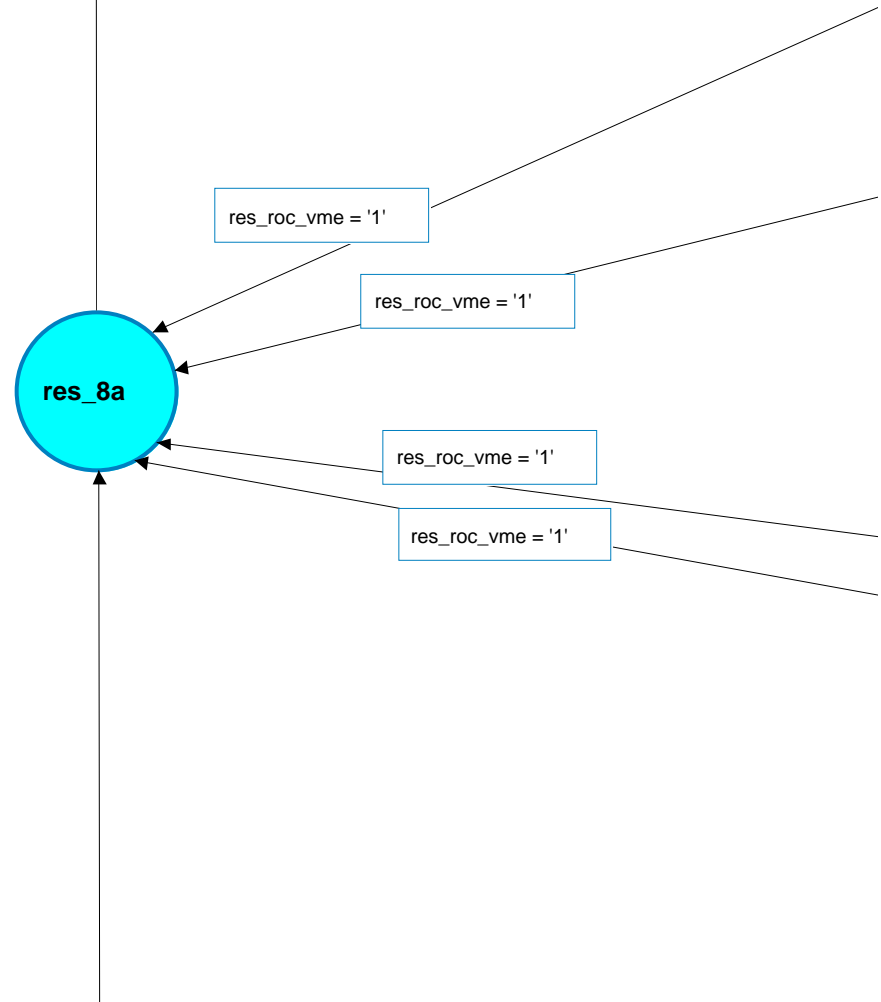 res_roc_vme = '1'
res_roc_vme = '1'
res_8a
res_roc_vme = '1'
res_roc_vme = '1'